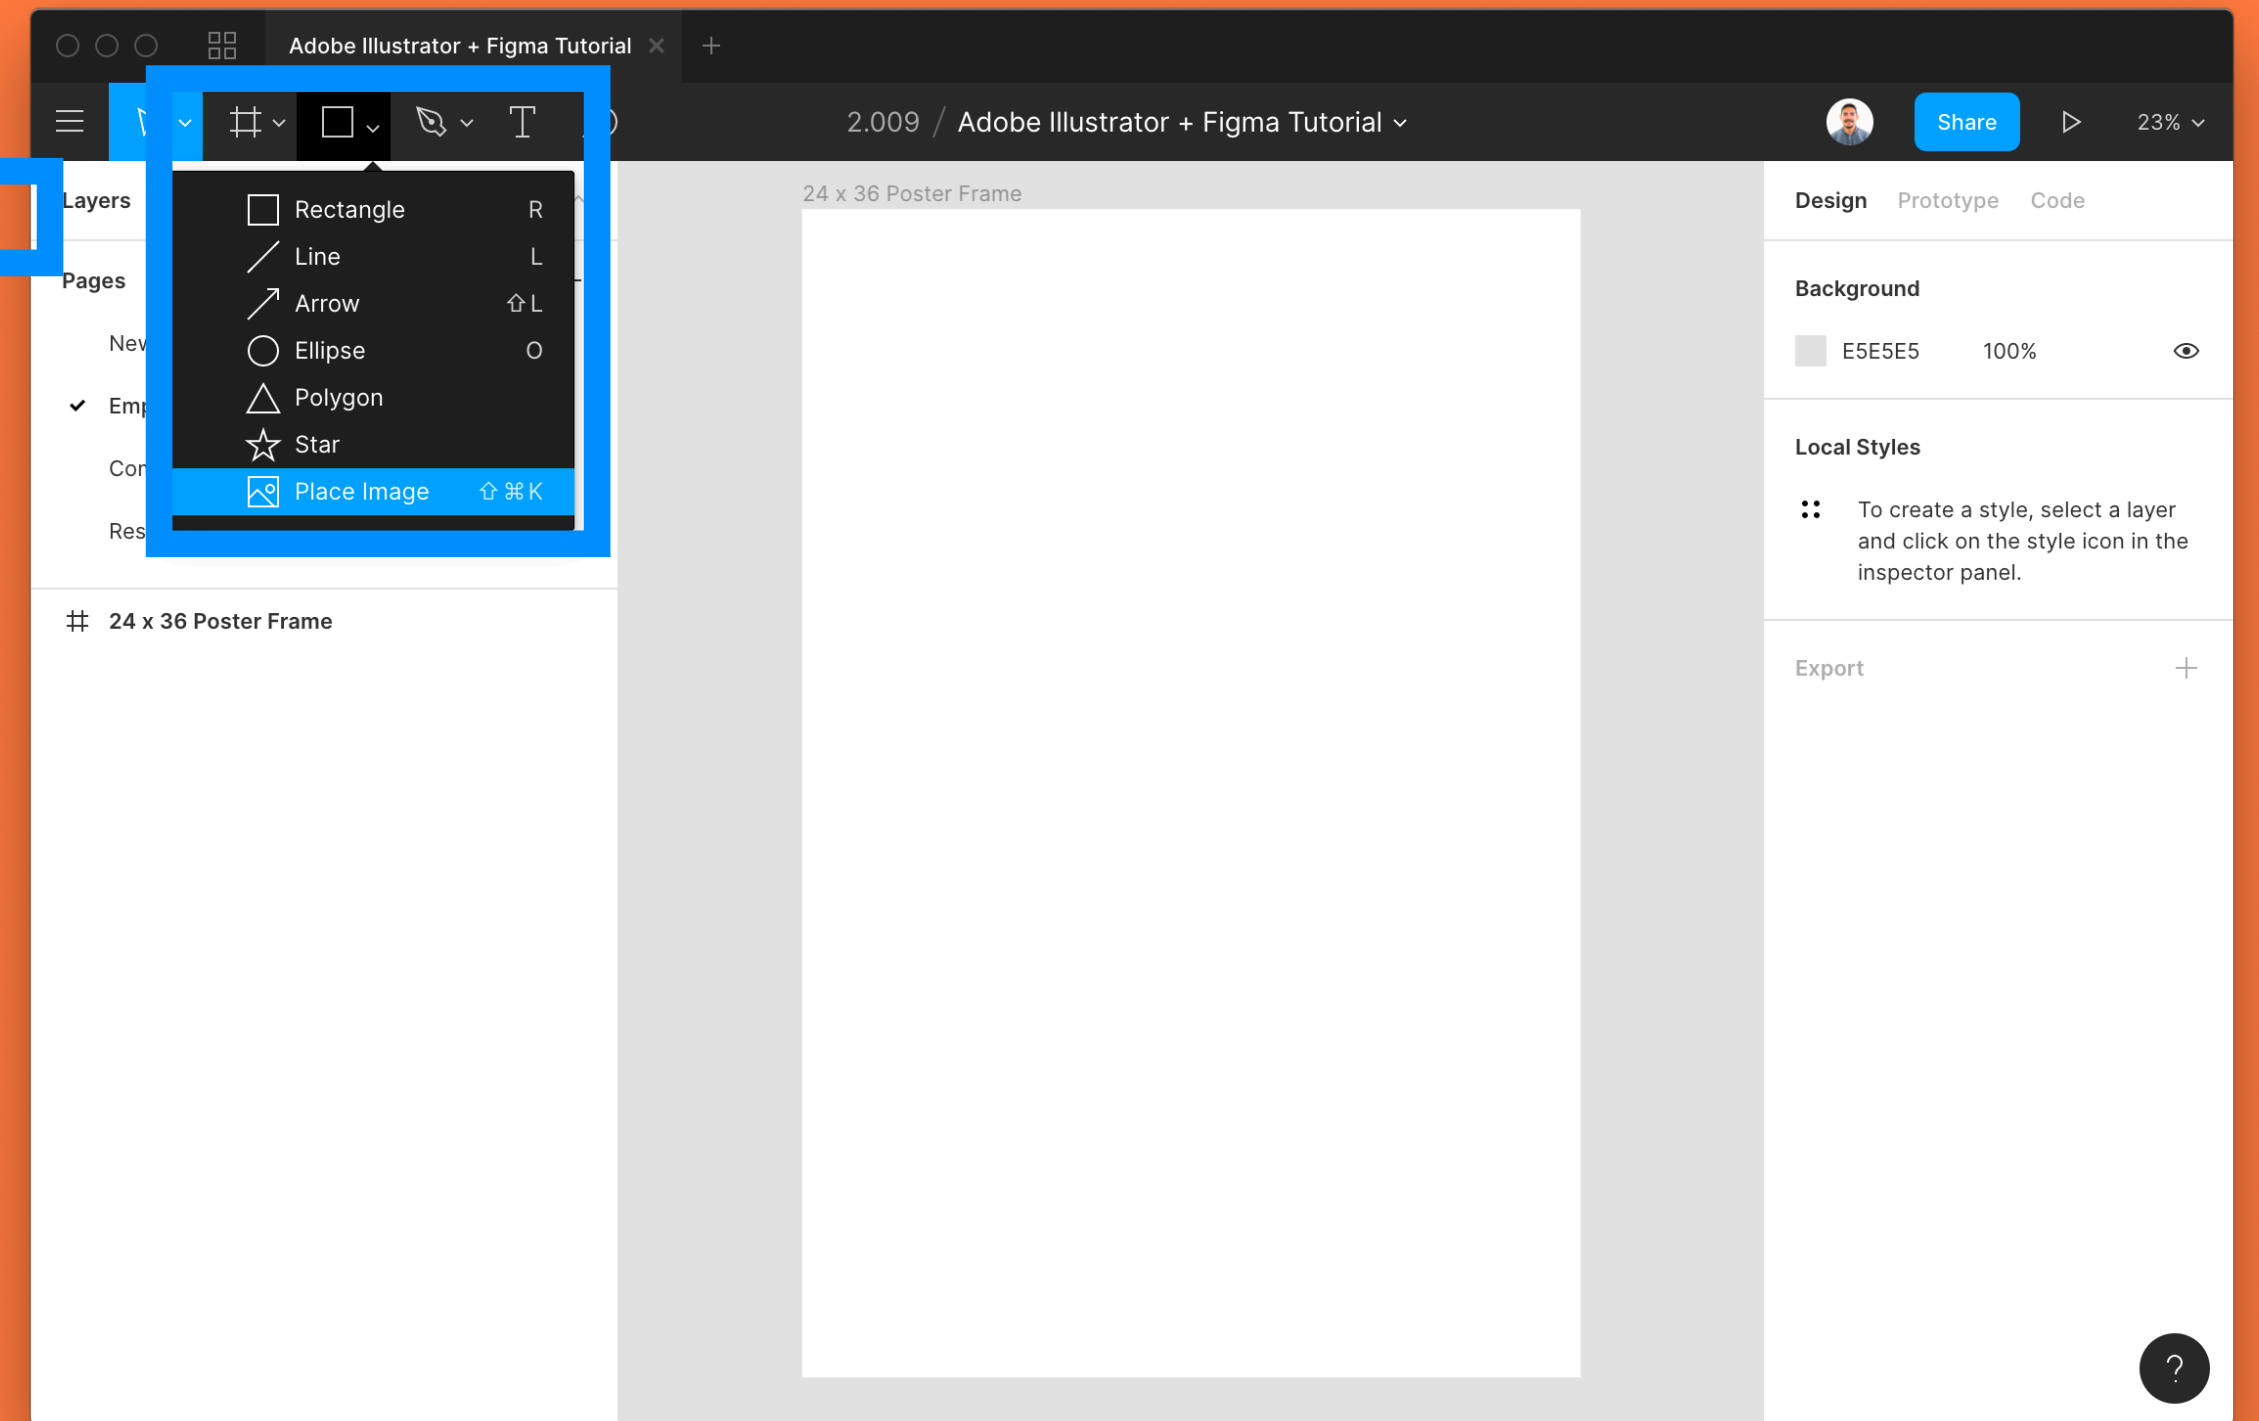 Adobe Illustrator + Figma Tutorial
2.009 / Adobe Illustrator + Figma Tutorial
Share
23%
Layers
Pages
Rectangle R
Line L
Arrow ⇧L
Ellipse O
Polygon
Star
Place Image ⇧⌘K
24 x 36 Poster Frame
24 x 36 Poster Frame
Design Prototype Code
Background
E5E5E5 100%
Local Styles
To create a style, select a layer
and click on the style icon in the
inspector panel.
Export
?